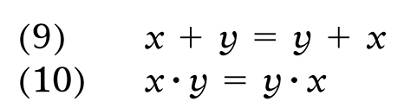 (9) x + y = y + x
(10) x · y = y · x